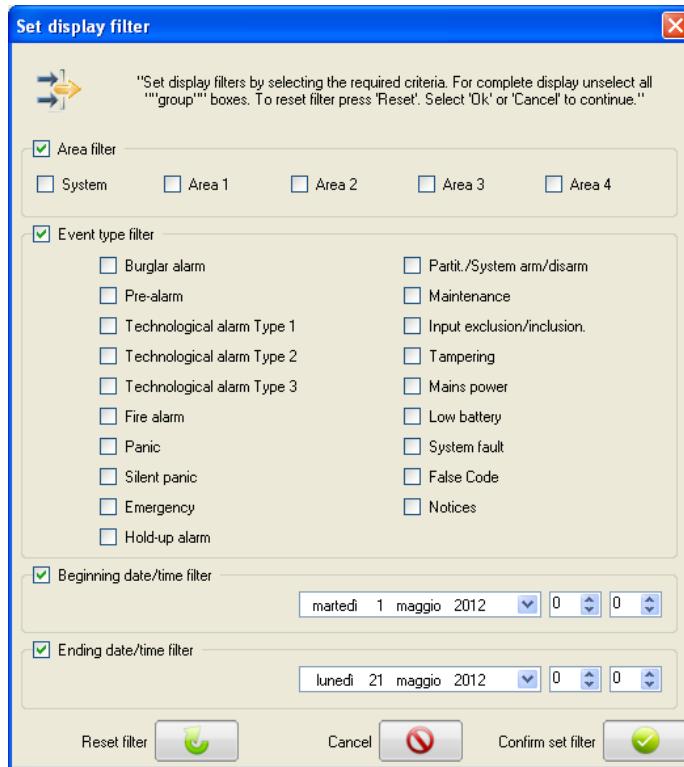 Set display filter
"Set display filters by selecting the required criteria. For complete display unselect all
""group"" boxes. To reset filter press 'Reset'. Select 'Ok' or 'Cancel' to continue."
Area filter
System Area 1 Area 2 Area 3 Area 4
Event type filter
Burglar alarm Partit./System arm/disarm
Pre-alarm Maintenance
Technological alarm Type 1 Input exclusion/inclusion.
Technological alarm Type 2 Tampering
Technological alarm Type 3 Mains power
Fire alarm Low battery
Panic System fault
Silent panic False Code
Emergency Notices
Hold-up alarm
Beginning date/time filter
martedì 1 maggio 2012 0 0
Ending date/time filter
lunedì 21 maggio 2012 0 0
Reset filter Cancel Confirm set filter